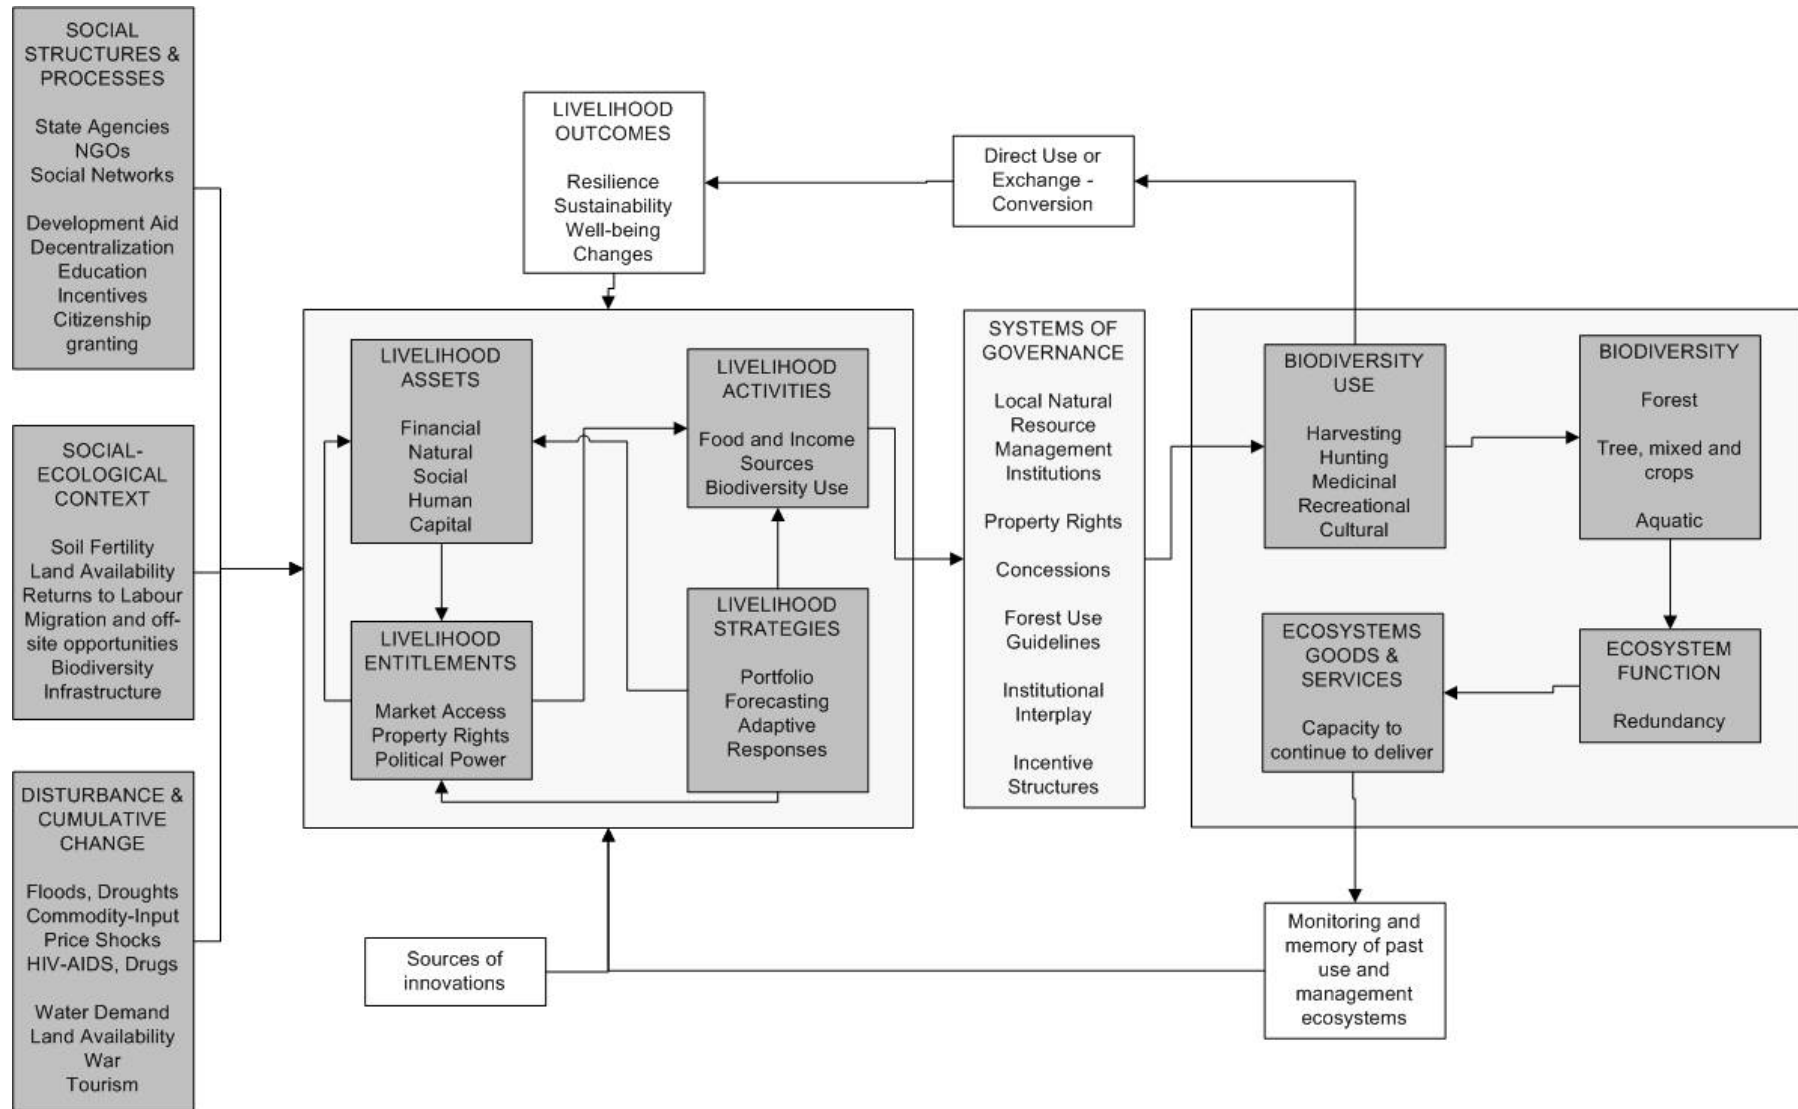 SOCIAL
STRUCTURES &
PROCESSES
State Agencies
NGOs
Social Networks
Development Aid
Decentralization
Education
Incentives
Citizenship
granting
SOCIAL-
ECOLOGICAL
CONTEXT
Soil Fertility
Land Availability
Returns to Labour
Migration and off-
site opportunities
Biodiversity
Infrastructure
DISTURBANCE &
CUMULATIVE
CHANGE
Floods, Droughts
Commodity-Input
Price Shocks
HIV-AIDS, Drugs
Water Demand
Land Availability
War
Tourism
LIVELIHOOD
OUTCOMES
Resilience
Sustainability
Well-being
Changes
Direct Use or
Exchange -
Conversion
LIVELIHOOD
ASSETS
Financial
Natural
Social
Human
Capital
LIVELIHOOD
ACTIVITIES
Food and Income
Sources
Biodiversity Use
LIVELIHOOD
ENTITLEMENTS
Market Access
Property Rights
Political Power
LIVELIHOOD
STRATEGIES
Portfolio
Forecasting
Adaptive
Responses
SYSTEMS OF
GOVERNANCE
Local Natural
Resource
Management
Institutions
Property Rights
Concessions
Forest Use
Guidelines
Institutional
Interplay
Incentive
Structures
BIODIVERSITY
USE
Harvesting
Hunting
Medicinal
Recreational
Cultural
BIODIVERSITY
Forest
Tree, mixed and
crops
Aquatic
ECOSYSTEMS
GOODS &
SERVICES
Capacity to
continue to deliver
ECOSYSTEM
FUNCTION
Redundancy
Sources of
innovations
Monitoring and
memory of past
use and
management
ecosystems